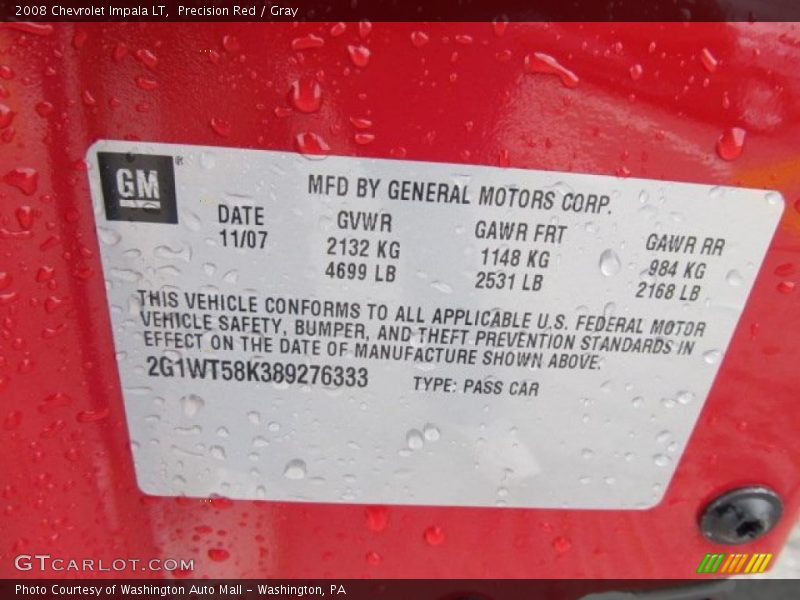 2008 Chevrolet Impala LT, Precision Red / Gray
GM®
MFD BY GENERAL MOTORS CORP.
DATE GVWR GAWR FRT GAWR RR
11/07 2132 KG 1148 KG 984 KG
4699 LB 2531 LB 2168 LB
THIS VEHICLE CONFORMS TO ALL APPLICABLE U.S. FEDERAL MOTOR
VEHICLE SAFETY, BUMPER, AND THEFT PREVENTION STANDARDS IN
EFFECT ON THE DATE OF MANUFACTURE SHOWN ABOVE.
2G1WT58K389276333 TYPE: PASS CAR
GTCARLOT.COM
Photo Courtesy of Washington Auto Mall - Washington, PA